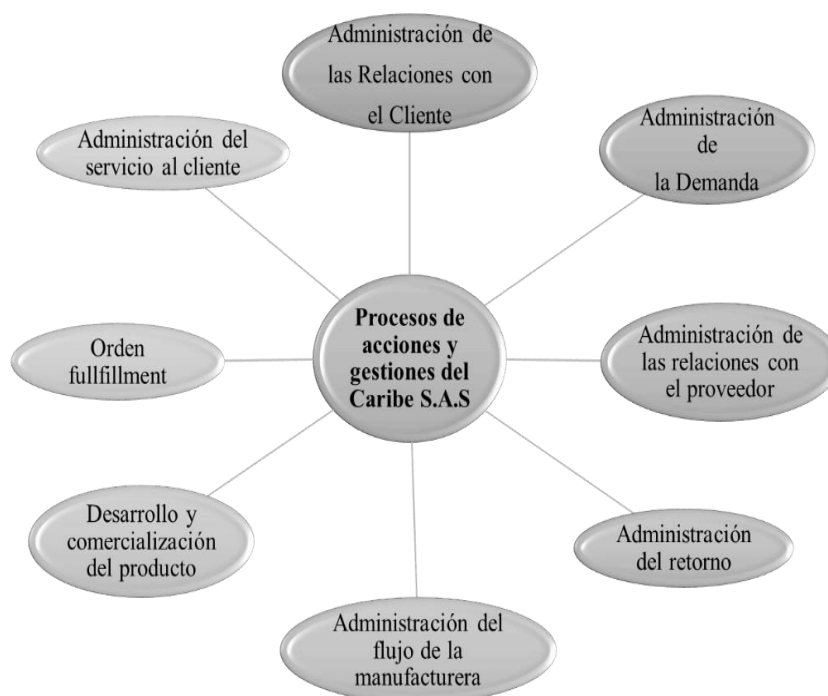 Administración de
las Relaciones con
el Cliente
Administración
de
la Demanda
Administración de
las relaciones con
el proveedor
Administración
del retorno
Administración del
flujo de la
manufacturera
Desarrollo y
comercialización
del producto
Orden
fullfillment
Administración del
servicio al cliente
Procesos de
acciones y
gestiones del
Caribe S.A.S